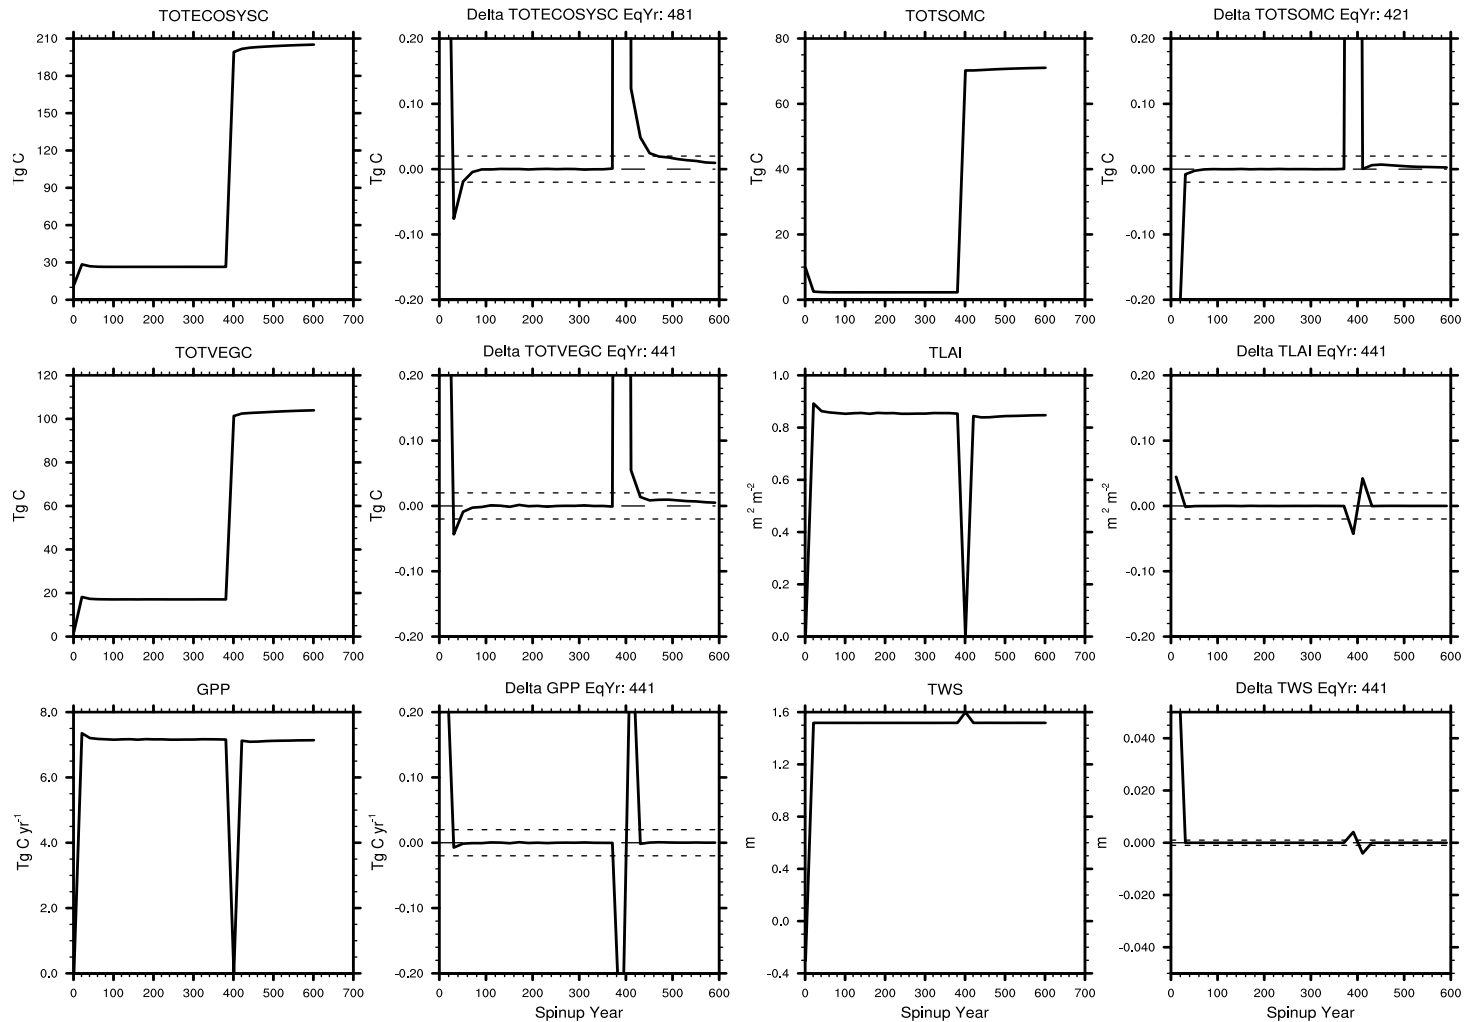 TOTECOSYSC
Tg C
210
180
150
120
90
60
30
0
0 100 200 300 400 500 600 700
Delta TOTECOSYSC EqYr: 481
Tg C
0.20
0.10
0.00
-0.10
-0.20
0 100 200 300 400 500 600
TOTSOMC
Tg C
80
60
40
20
0
0 100 200 300 400 500 600 700
Delta TOTSOMC EqYr: 421
Tg C
0.20
0.10
0.00
-0.10
-0.20
0 100 200 300 400 500 600
TOTVEGC
Tg C
120
100
80
60
40
20
0
0 100 200 300 400 500 600 700
Delta TOTVEGC EqYr: 441
Tg C
0.20
0.10
0.00
-0.10
-0.20
0 100 200 300 400 500 600
TLAI
m 2 m-2
1.0
0.8
0.6
0.4
0.2
0.0
0 100 200 300 400 500 600 700
Delta TLAI EqYr: 441
m 2 m-2
0.20
0.10
0.00
-0.10
-0.20
0 100 200 300 400 500 600
GPP
Tg C yr-1
8.0
6.0
4.0
2.0
0.0
0 100 200 300 400 500 600 700
Delta GPP EqYr: 441
Tg C yr-1
0.20
0.10
0.00
-0.10
-0.20
0 100 200 300 400 500 600
Spinup Year
TWS
m
1.6
1.2
0.8
0.4
0.0
-0.4
0 100 200 300 400 500 600 700
Delta TWS EqYr: 441
m
0.040
0.020
0.000
-0.020
-0.040
0 100 200 300 400 500 600
Spinup Year